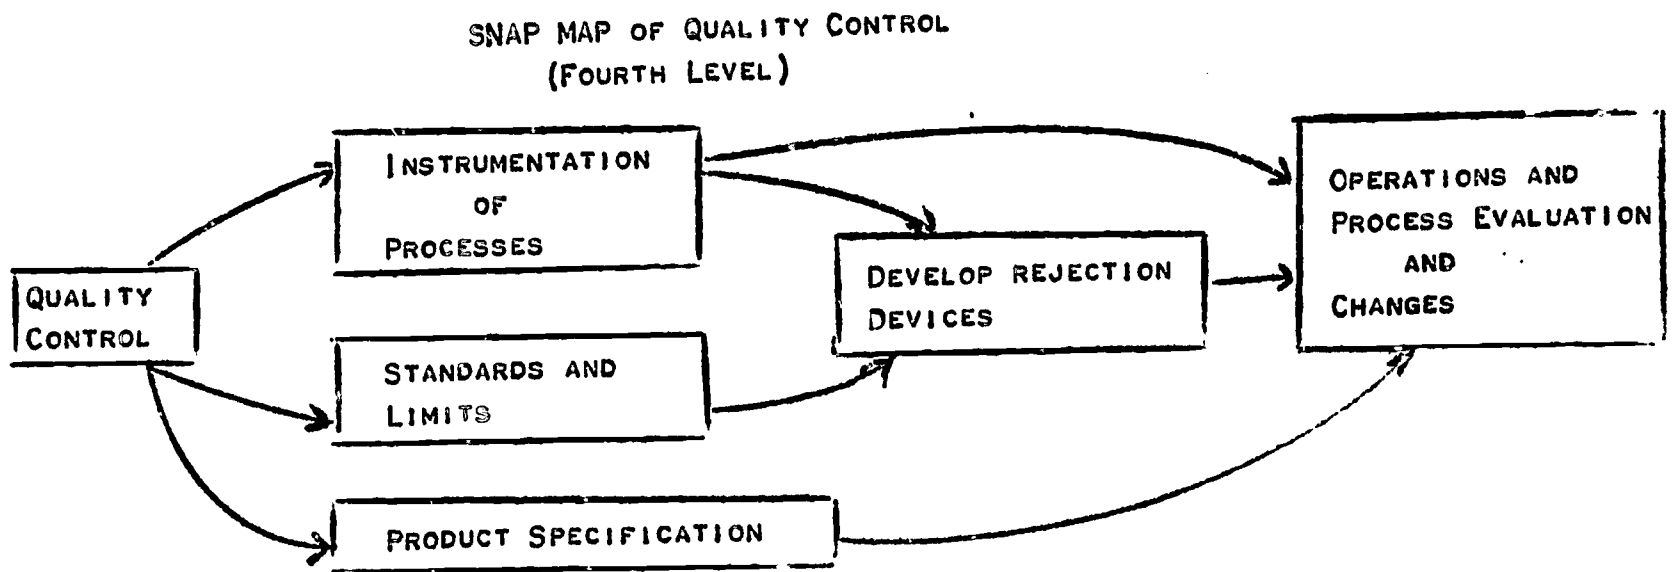 SNAP MAP OF QUALITY CONTROL
(FOURTH LEVEL)
QUALITY
CONTROL
INSTRUMENTATION
OF
PROCESSES
STANDARDS AND
LIMITS
PRODUCT SPECIFICATION
DEVELOP REJECTION
DEVICES
OPERATIONS AND
PROCESS EVALUATION
AND
CHANGES